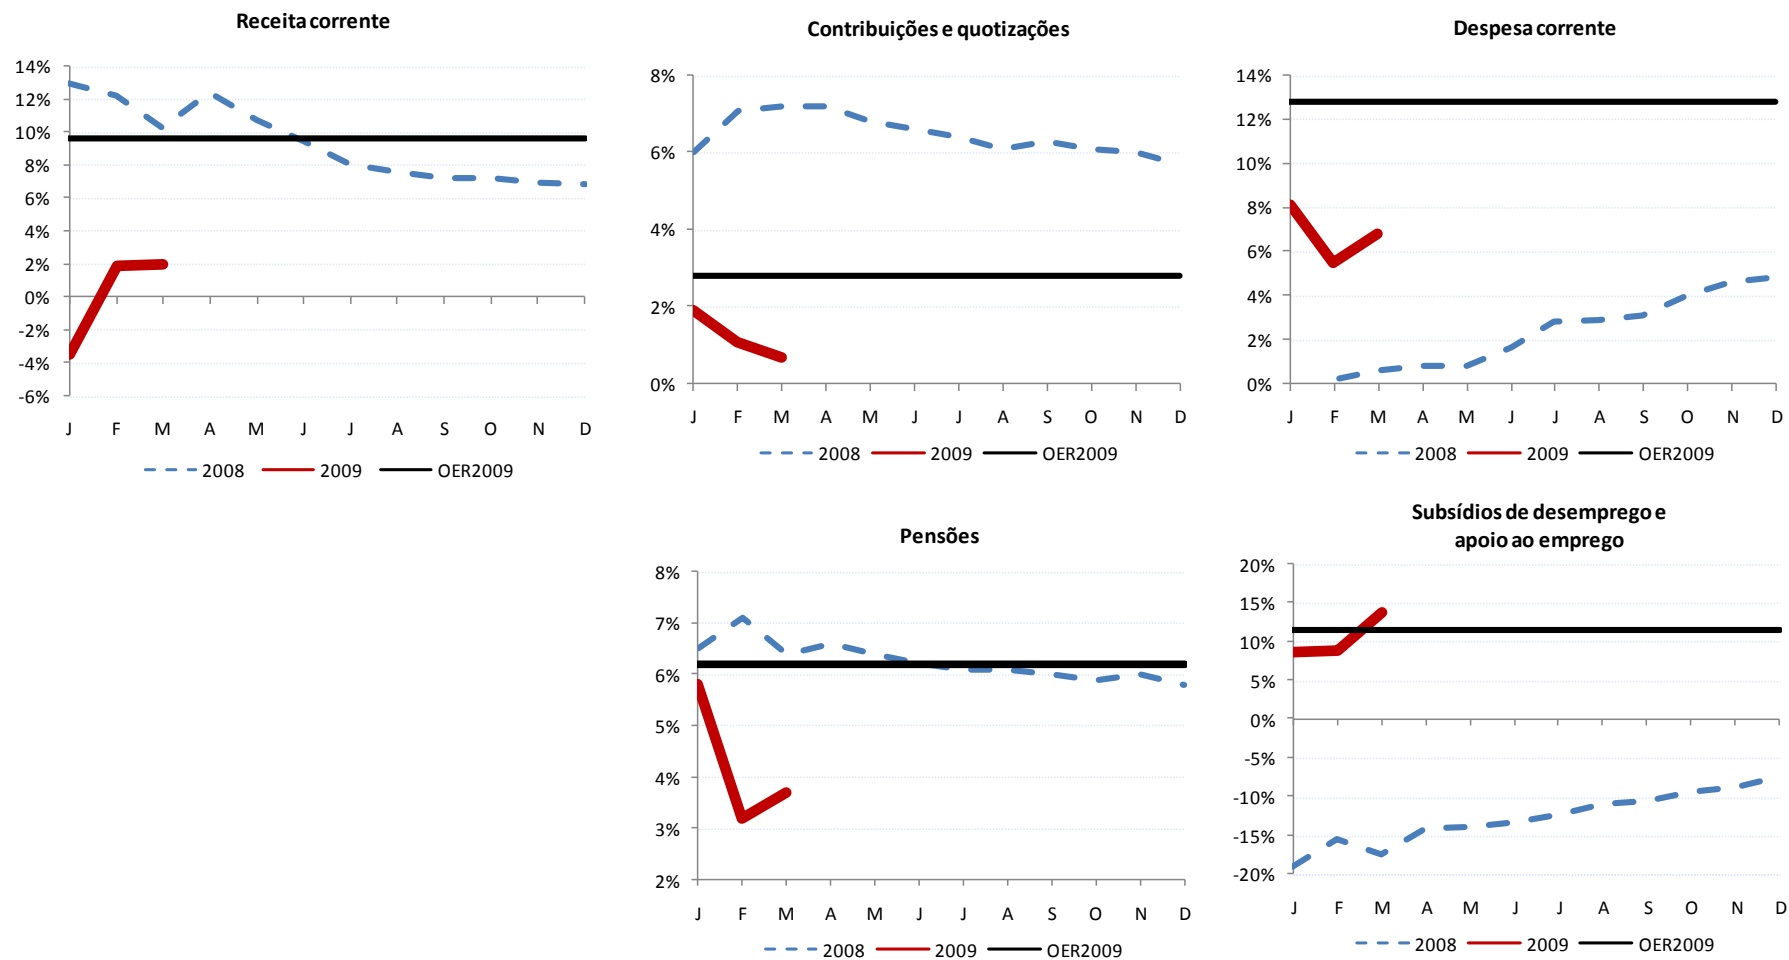 Receita corrente
14%
12%
10%
8%
6%
4%
2%
0%
-2%
-4%
-6%
J F M A M J J A S O N D
2008 2009 OER2009
Contribuições e quotizações
8%
6%
4%
2%
0%
J F M A M J J A S O N D
2008 2009 OER2009
Despesa corrente
14%
12%
10%
8%
6%
4%
2%
0%
J F M A M J J A S O N D
2008 2009 OER2009
Pensões
8%
7%
6%
5%
4%
3%
2%
J F M A M J J A S O N D
2008 2009 OER2009
Subsídios de desemprego e
apoio ao emprego
20%
15%
10%
5%
0%
-5%
-10%
-15%
-20%
J F M A M J J A S O N D
2008 2009 OER2009